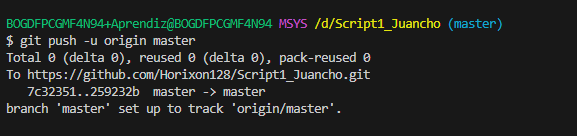 BOGDFPCGMF4N94+Aprendiz@BOGDFPCGMF4N94 MSYS /d/Script1_Juancho (master)
$ git push -u origin master
Total 0 (delta 0), reused 0 (delta 0), pack-reused 0
To https://github.com/Horixon128/Script1_Juancho.git
   7c32351..259232b  master -> master
branch 'master' set up to track 'origin/master'.